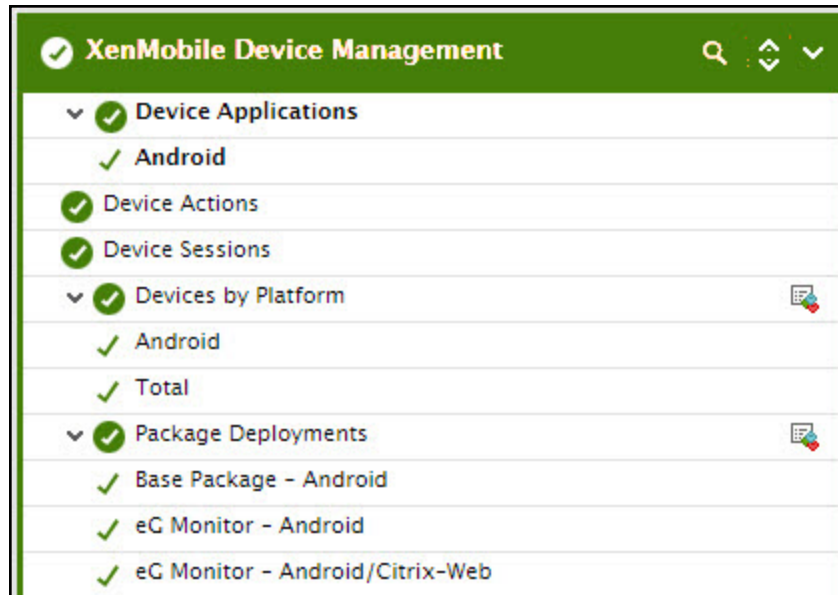 XenMobile Device Management
Device Applications
Android
Device Actions
Device Sessions
Devices by Platform
Android
Total
Package Deployments
Base Package - Android
eG Monitor - Android
eG Monitor - Android/Citrix-Web